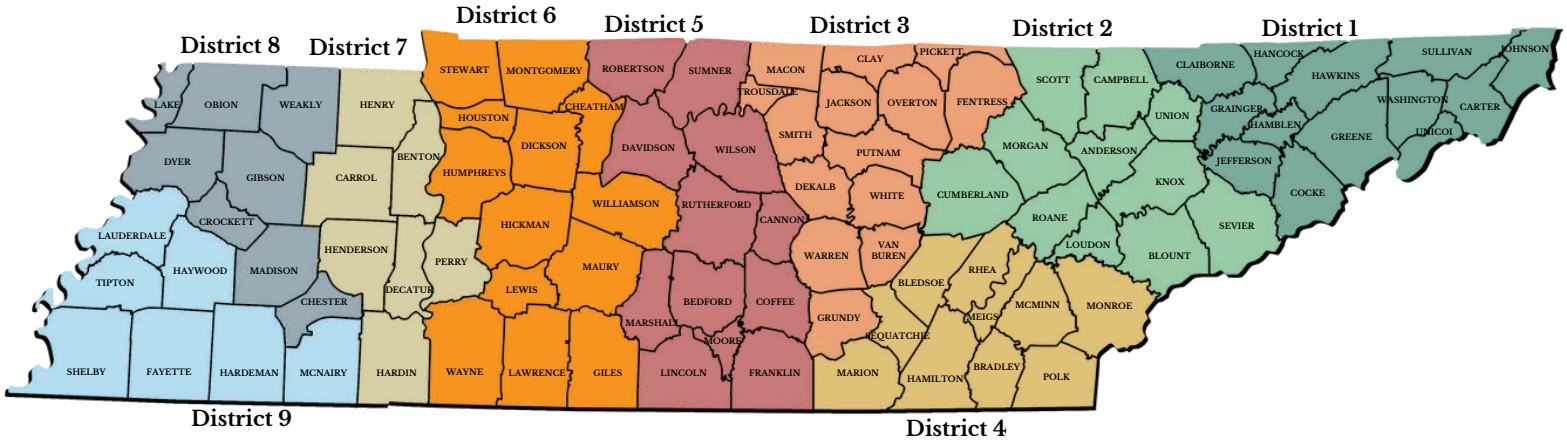 District 6
District 5
District 3
District 2
District 1
District 8
District 7
LAKE
OBION
WEAKLY
HENRY
STEWART
MONTGOMERY
ROBERTSON
SUMNER
MACON
CLAY
PICKETT
SCOTT
CAMPBELL
CLAIBORNE
HANCOCK
HAWKINS
SULLIVAN
JOHNSON
TROUSDALE
JACKSON
OVERTON
FENTRESS
UNION
GRAINGER
HAMBLEN
WASHINGTON
CARTER
UNICOI
GREENE
HOUSTON
CHEATHAM
DICKSON
DAVIDSON
WILSON
SMITH
PUTNAM
MORGAN
ANDERSON
JEFFERSON
DYER
GIBSON
CARROL
BENTON
HUMPHREYS
DEKALB
WHITE
CUMBERLAND
KNOX
COCKE
CROCKETT
HICKMAN
WILLIAMSON
RUTHERFORD
CANNON
ROANE
LOUDON
SEVIER
BLOUNT
LAUDERDALE
HAYWOOD
MADISON
HENDERSON
PERRY
MAURY
WARREN
VAN
BUREN
TIPTON
CHESTER
DECATUR
LEWIS
MARSHALL
BEDFORD
COFFEE
GRUNDY
BLEDSOE
RHEA
MEIGS
MCMINN
MONROE
MOORE
SEQUATCHIE
SHELBY
FAYETTE
HARDEMAN
MCNAIRY
HARDIN
WAYNE
LAWRENCE
GILES
LINCOLN
FRANKLIN
MARION
HAMILTON
BRADLEY
POLK
District 9
District 4